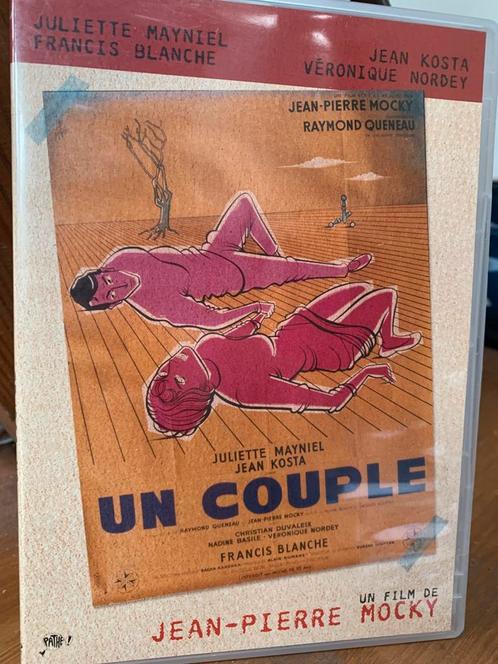 JULIETTE MAYNIEL
FRANCIS BLANCHE
JEAN KOSTA
VÉRONIQUE NORDEY
JEAN-PIERRE MOCKY
RAYMOND QUENEAU
JULIETTE MAYNIEL
JEAN KOSTA
UN COUPLE
RAYMOND QUENEAU - JEAN-PIERRE MOCKY
CHRISTIAN DUVALEIX
NADINE BASILE - VÉRONIQUE NORDEY
FRANCIS BLANCHE
UN FILM DE
JEAN-PIERRE MOCKY
PATHÉ!